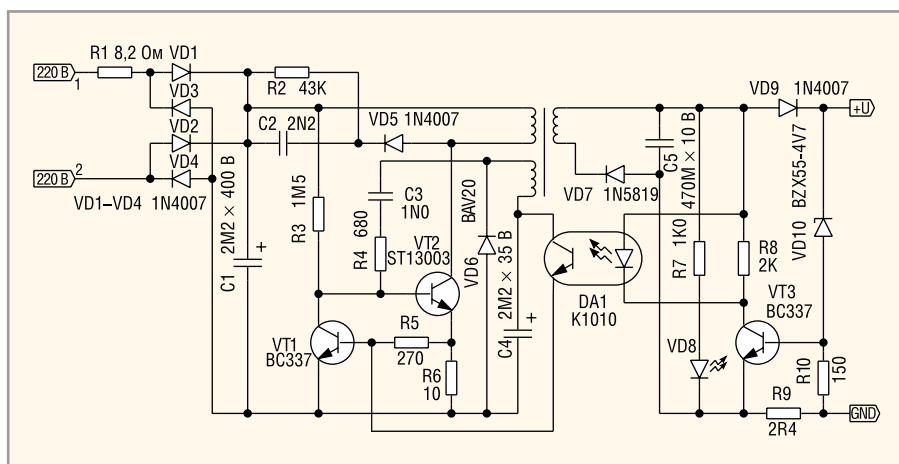 R1 8,2 Ом
VD1
220 В
1
VD3
R2
43K
VD2
C2
2N2
VD5 1N4007
VD4
220 В
2
VD1–VD4 1N4007
C1
2M2 × 400 В
+
R3
1M5
C3
1N0
R4
680
VT2
ST13003
BAV20
VD6
VT1
BC337
R5
270
R6
10
C4
2M2 × 35 В
+
DA1
K1010
VD7
1N5819
C5
470M × 10 В
R7
1K0
VD8
VD9
1N4007
+U
BZX55-4V7
VD10
R8
2K
VT3
BC337
R10
150
R9
2R4
GND